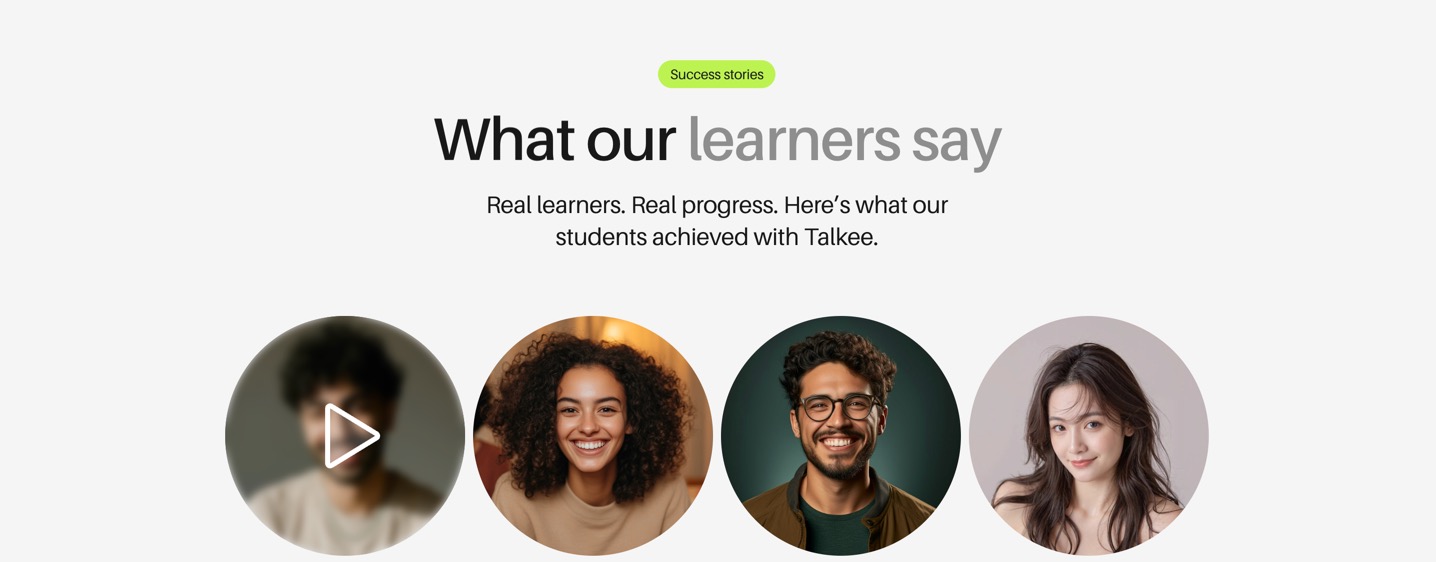 Success stories
What our learners say
Real learners. Real progress. Here’s what our
students achieved with Talkee.